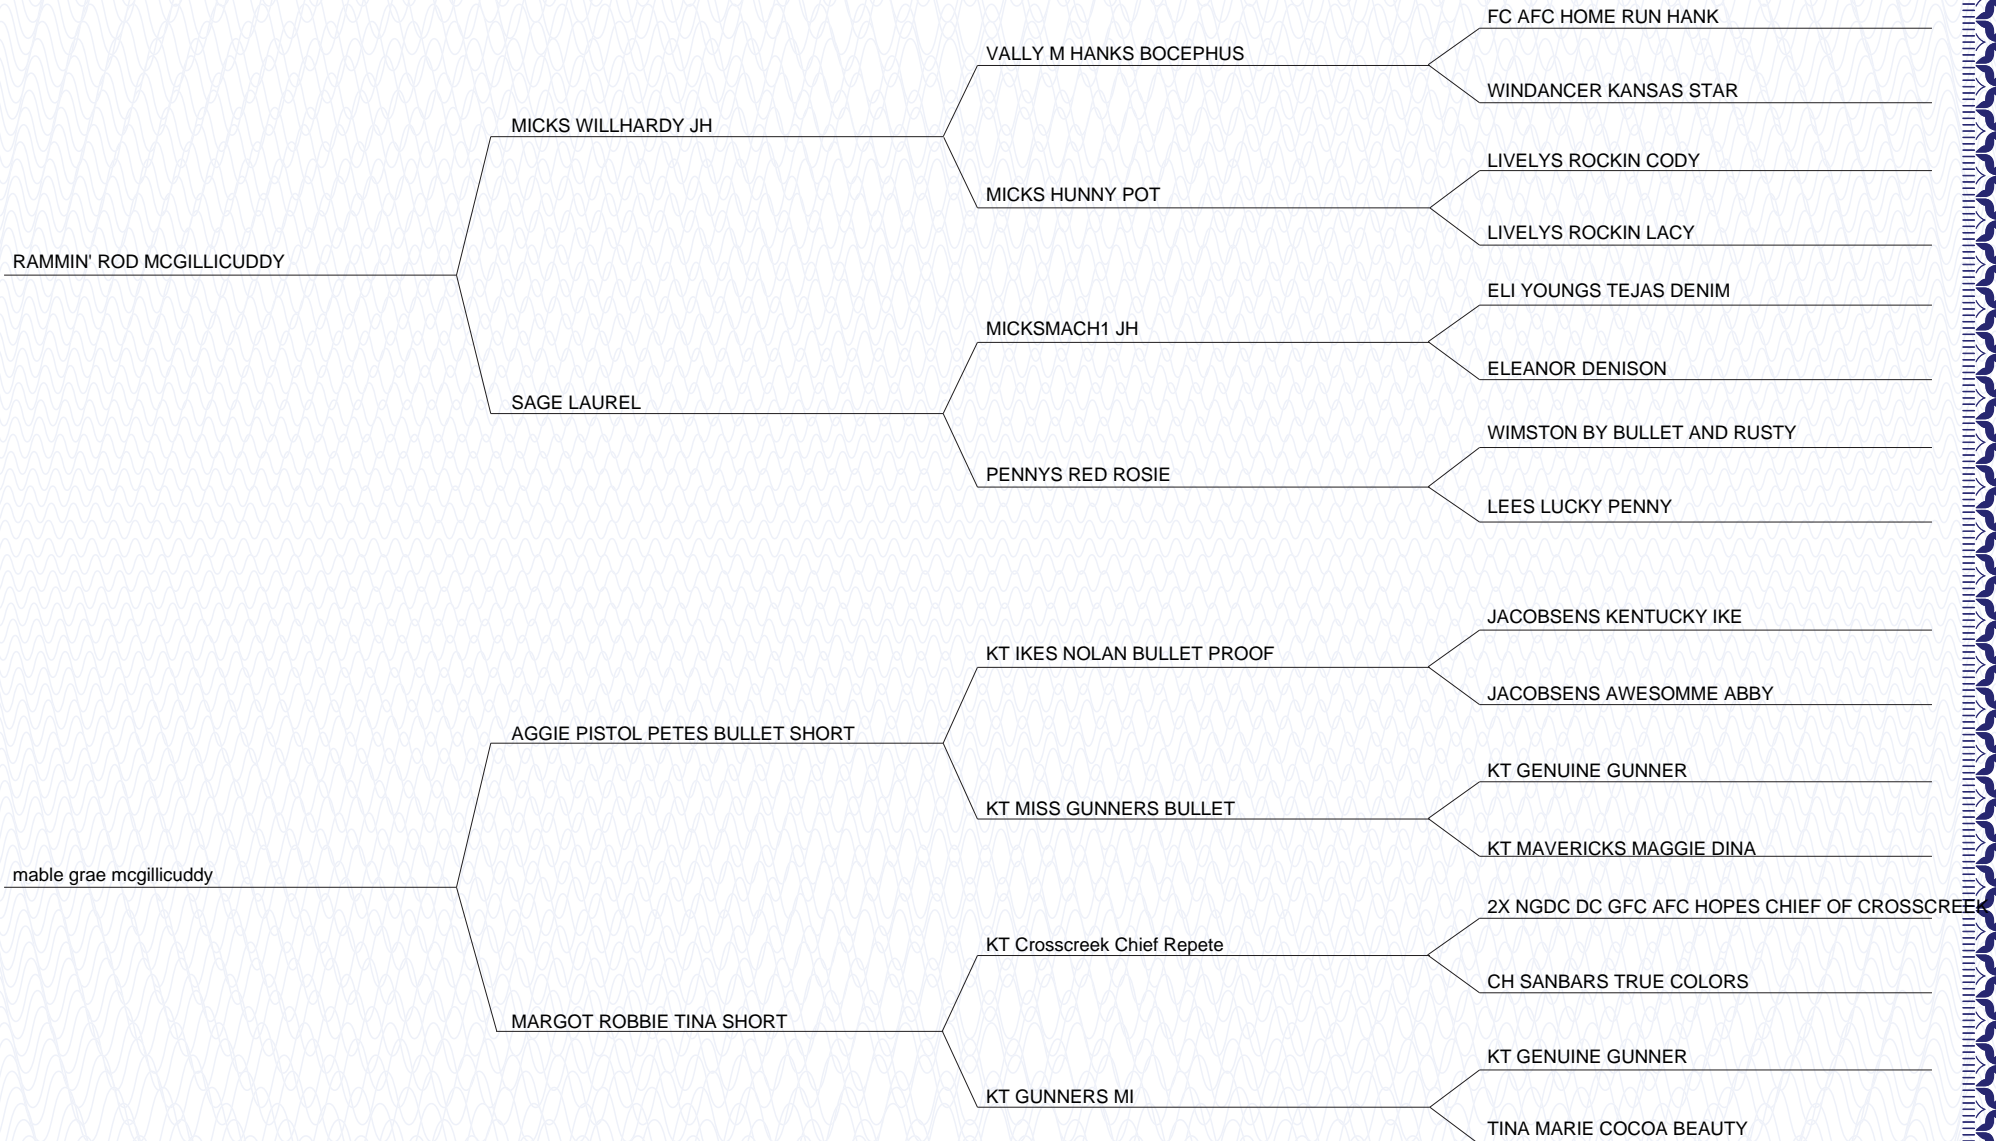 FC AFC HOME RUN HANK
VALLY M HANKS BOCEPHUS
WINDANCER KANSAS STAR
MICKS WILLHARDY JH
LIVELYS ROCKIN CODY
MICKS HUNNY POT
LIVELYS ROCKIN LACY
RAMMIN' ROD MCGILLICUDDY
ELI YOUNGS TEJAS DENIM
MICKSMACH1 JH
ELEANOR DENISON
SAGE LAUREL
WIMSTON BY BULLET AND RUSTY
PENNYS RED ROSIE
LEES LUCKY PENNY
JACOBSENS KENTUCKY IKE
KT IKES NOLAN BULLET PROOF
JACOBSENS AWESOMME ABBY
AGGIE PISTOL PETES BULLET SHORT
KT GENUINE GUNNER
KT MISS GUNNERS BULLET
KT MAVERICKS MAGGIE DINA
mable grae mcgillicuddy
2X NGDC DC GFC AFC HOPES CHIEF OF CROSSCREEK
KT Crosscreek Chief Repete
CH SANBARS TRUE COLORS
MARGOT ROBBIE TINA SHORT
KT GENUINE GUNNER
KT GUNNERS MI
TINA MARIE COCOA BEAUTY